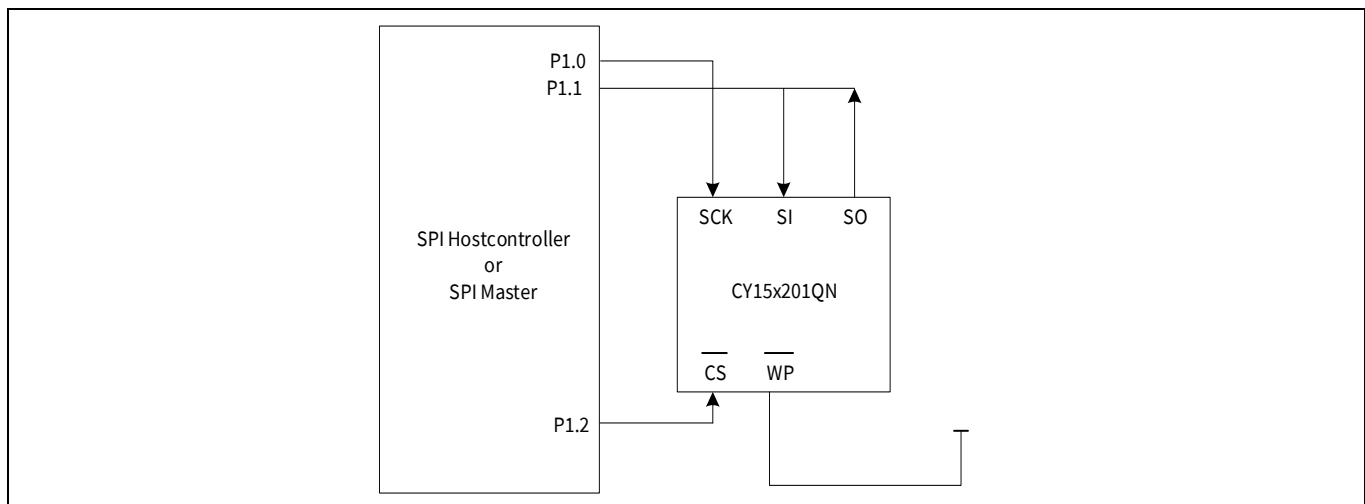 P1.0
P1.1
SCK SI SO
SPI Hostcontroller
or
SPI Master
CY15x201QN
CS WP
P1.2